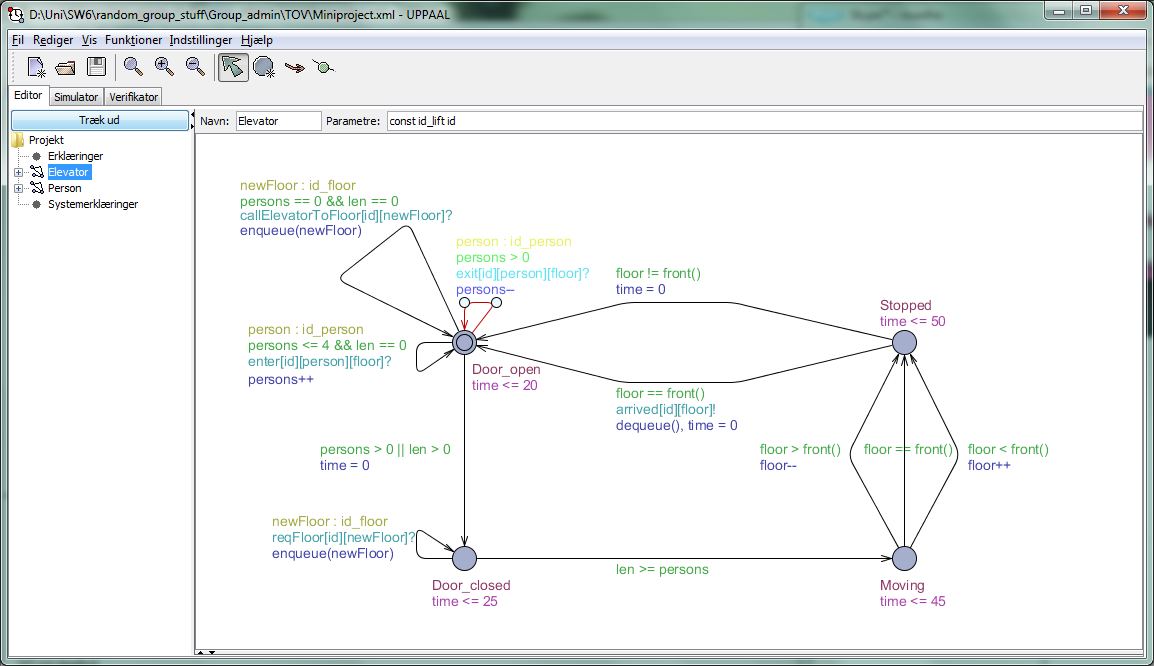 D:\Uni\SW6\random_group_stuff\Group_admin\TOV\Miniproject.xml - UPPAAL
Fil Rediger Vis Funktioner Indstillinger Hjælp
Editor Simulator Verifikator
Træk ud
Navn: Elevator Parametre: const id_lift id
Projekt
Erklæringer
Elevator
Person
Systemerklæringer
newFloor : id_floor
persons == 0 && len == 0
callElevatorToFloor[id][newFloor]?
enqueue(newFloor)
person : id_person
persons > 0
exit[id][person][floor]?
persons--
floor != front()
time = 0
Stopped
time <= 50
person : id_person
persons <= 4 && len == 0
enter[id][person][floor]?
persons++
Door_open
time <= 20
floor == front()
arrived[id][floor]!
dequeue(), time = 0
persons > 0 || len > 0
time = 0
floor > front()
floor--
floor == front()
floor < front()
floor++
newFloor : id_floor
reqFloor[id][newFloor]?
enqueue(newFloor)
len >= persons
Door_closed
time <= 25
Moving
time <= 45